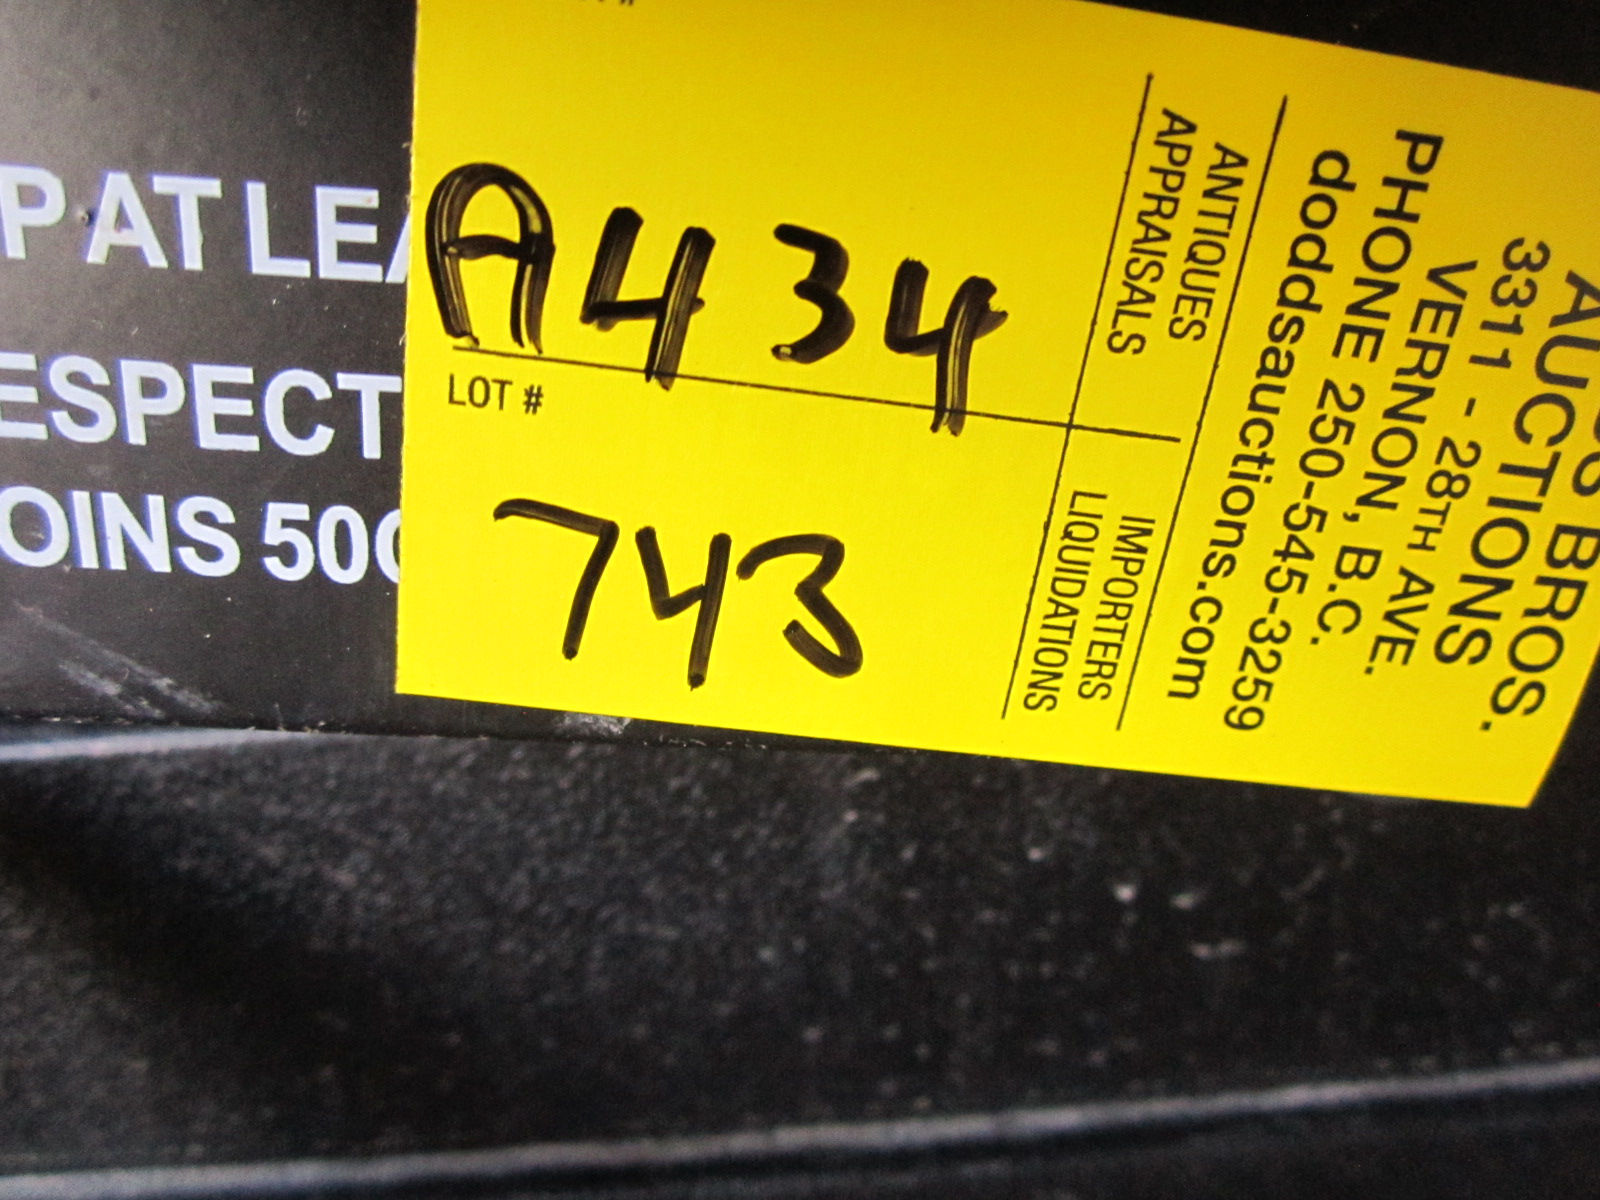 P AT LEA
ESPECT
OINS 50
A434
LOT #
743
ANTIQUES
APPRAISALS
IMPORTERS
LIQUIDATIONS
BROS.
AUCTIONS
3311 - 28TH AVE.
VERNON, B.C.
PHONE 250-545-3259
doddsauctions.com